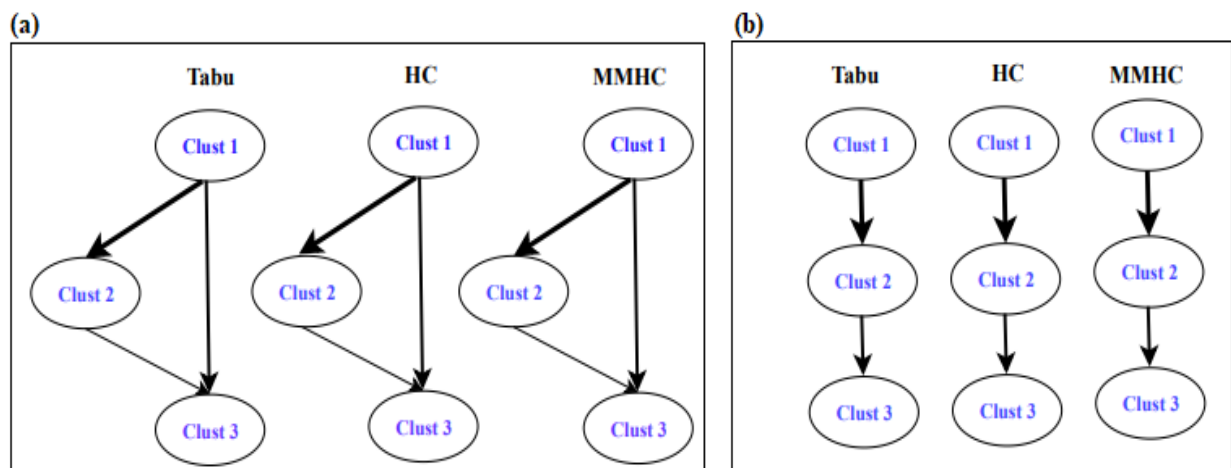 (a)
Tabu HC MMHC
Clust 1 Clust 1 Clust 1
Clust 2 Clust 2 Clust 2
Clust 3 Clust 3 Clust 3
(b)
Tabu HC MMHC
Clust 1 Clust 1 Clust 1
Clust 2 Clust 2 Clust 2
Clust 3 Clust 3 Clust 3